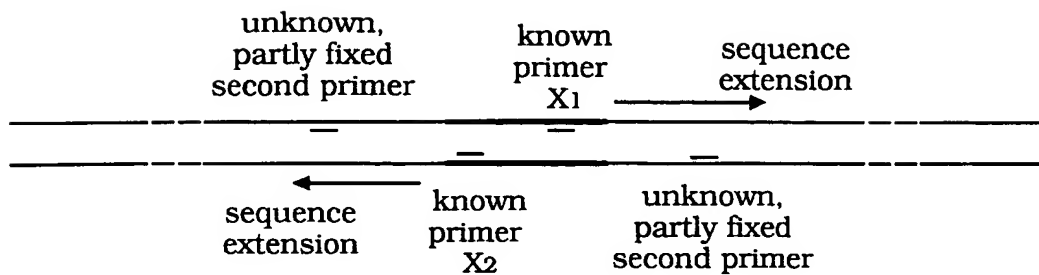 unknown,
partly fixed
second primer
known
primer
X1
sequence
extension
sequence
extension
known
primer
X2
unknown,
partly fixed
second primer